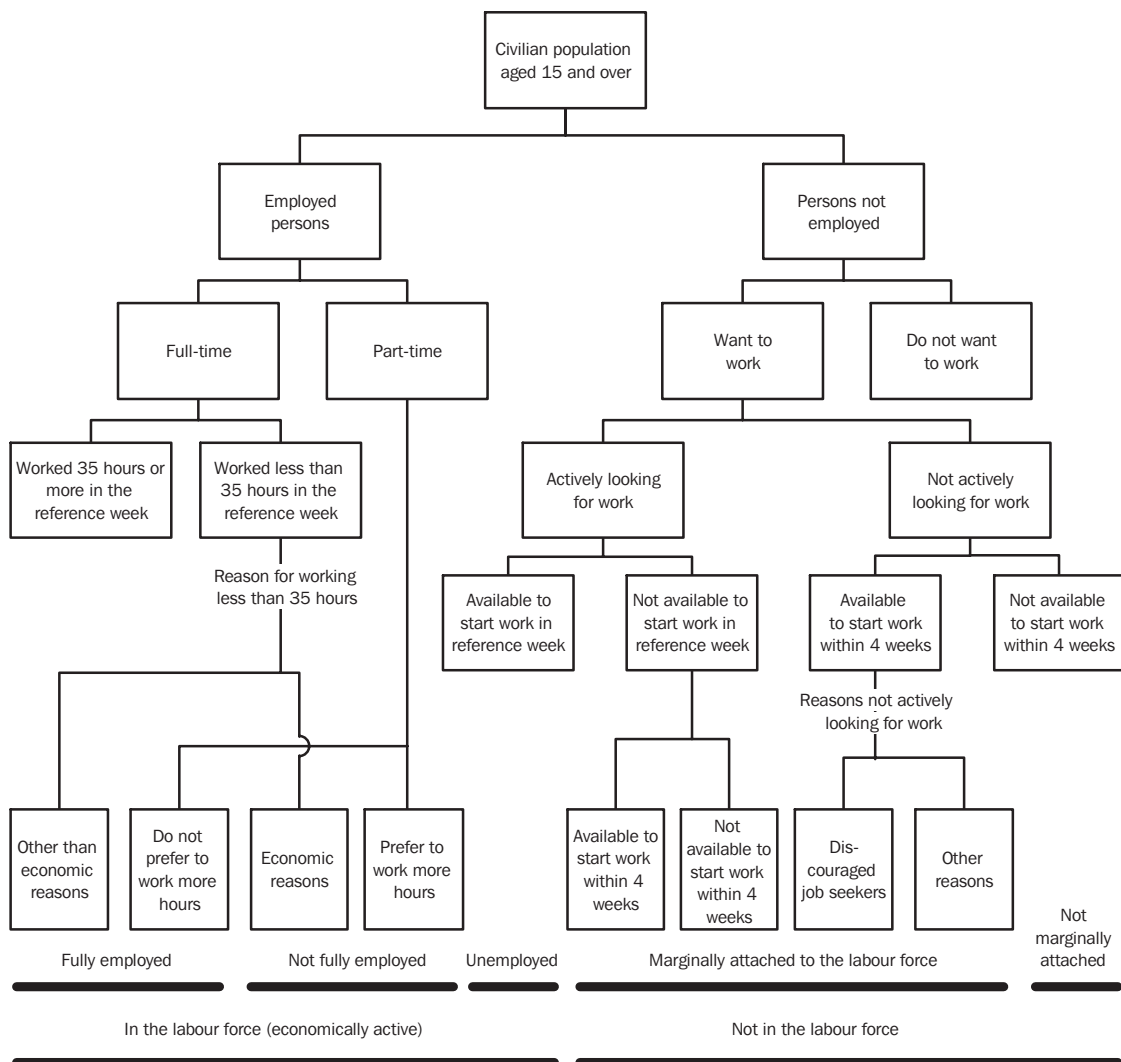 Civilian population
aged 15 and over
Employed
persons
Persons not
employed
Full-time
Part-time
Want to
work
Do not want
to work
Worked 35 hours or
more in the
reference week
Worked less than
35 hours in the
reference week
Actively looking
for work
Not actively
looking for work
Reason for working
less than 35 hours
Available to
start work in
reference week
Not available to
start work in
reference week
Available
to start work
within 4 weeks
Not available
to start work
within 4 weeks
Reasons not actively
looking for work
Other than
economic
reasons
Do not
prefer to
work more
hours
Economic
reasons
Prefer to
work more
hours
Available to
start work
within 4
weeks
Not
available to
start work
within 4
weeks
Dis-
couraged
job seekers
Other
reasons
Fully employed
Not fully employed
Unemployed
Marginally attached to the labour force
Not
marginally
attached
In the labour force (economically active)
Not in the labour force